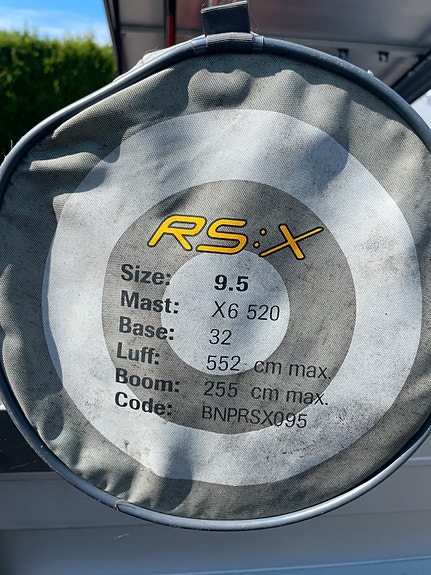 RS:X
Size: 9.5
Mast: X6 520
Base: 32
Luff: 552 cm max.
Boom: 255 cm max.
Code: BNPRSX095